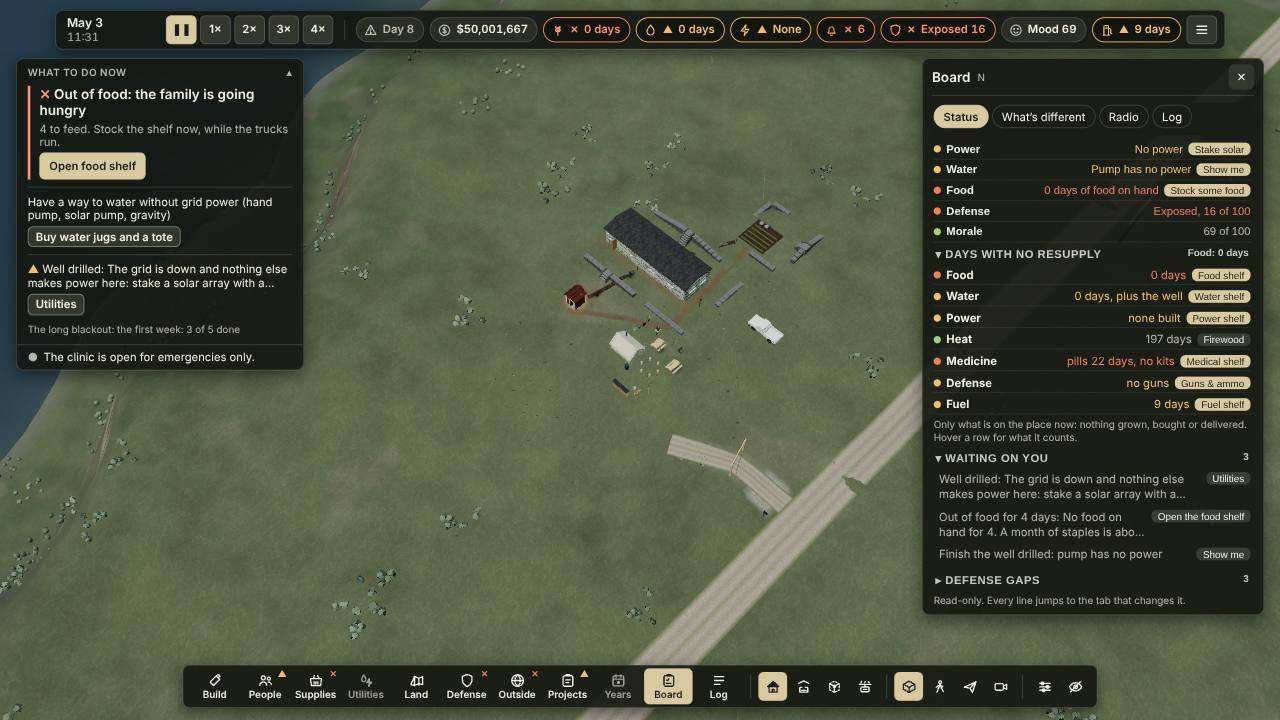 May 3
11:31
1×
2×
3×
4×
Day 8
$50,001,667
× 0 days
▲ 0 days
▲ None
× 6
× Exposed 16
Mood 69
▲ 9 days
WHAT TO DO NOW
× Out of food: the family is going
hungry
4 to feed. Stock the shelf now, while the trucks
run.
Open food shelf
Have a way to water without grid power (hand
pump, solar pump, gravity)
Buy water jugs and a tote
▲ Well drilled: The grid is down and nothing else
makes power here: stake a solar array with a...
Utilities
The long blackout: the first week: 3 of 5 done
The clinic is open for emergencies only.
Board N
Status
What's different
Radio
Log
Power No power Stake solar
Water Pump has no power Show me
Food 0 days of food on hand Stock some food
Defense Exposed, 16 of 100
Morale 69 of 100
▾ DAYS WITH NO RESUPPLY Food: 0 days
Food 0 days Food shelf
Water 0 days, plus the well Water shelf
Power none built Power shelf
Heat 197 days Firewood
Medicine pills 22 days, no kits Medical shelf
Defense no guns Guns & ammo
Fuel 9 days Fuel shelf
Only what is on the place now: nothing grown, bought or delivered.
Hover a row for what it counts.
▾ WAITING ON YOU 3
Well drilled: The grid is down and nothing else
makes power here: stake a solar array with a...
Utilities
Out of food for 4 days: No food on
hand for 4. A month of staples is abo...
Open the food shelf
Finish the well drilled: pump has no power Show me
▸ DEFENSE GAPS 3
Read-only. Every line jumps to the tab that changes it.
Build
People
Supplies
Utilities
Land
Defense
Outside
Projects
Years
Board
Log